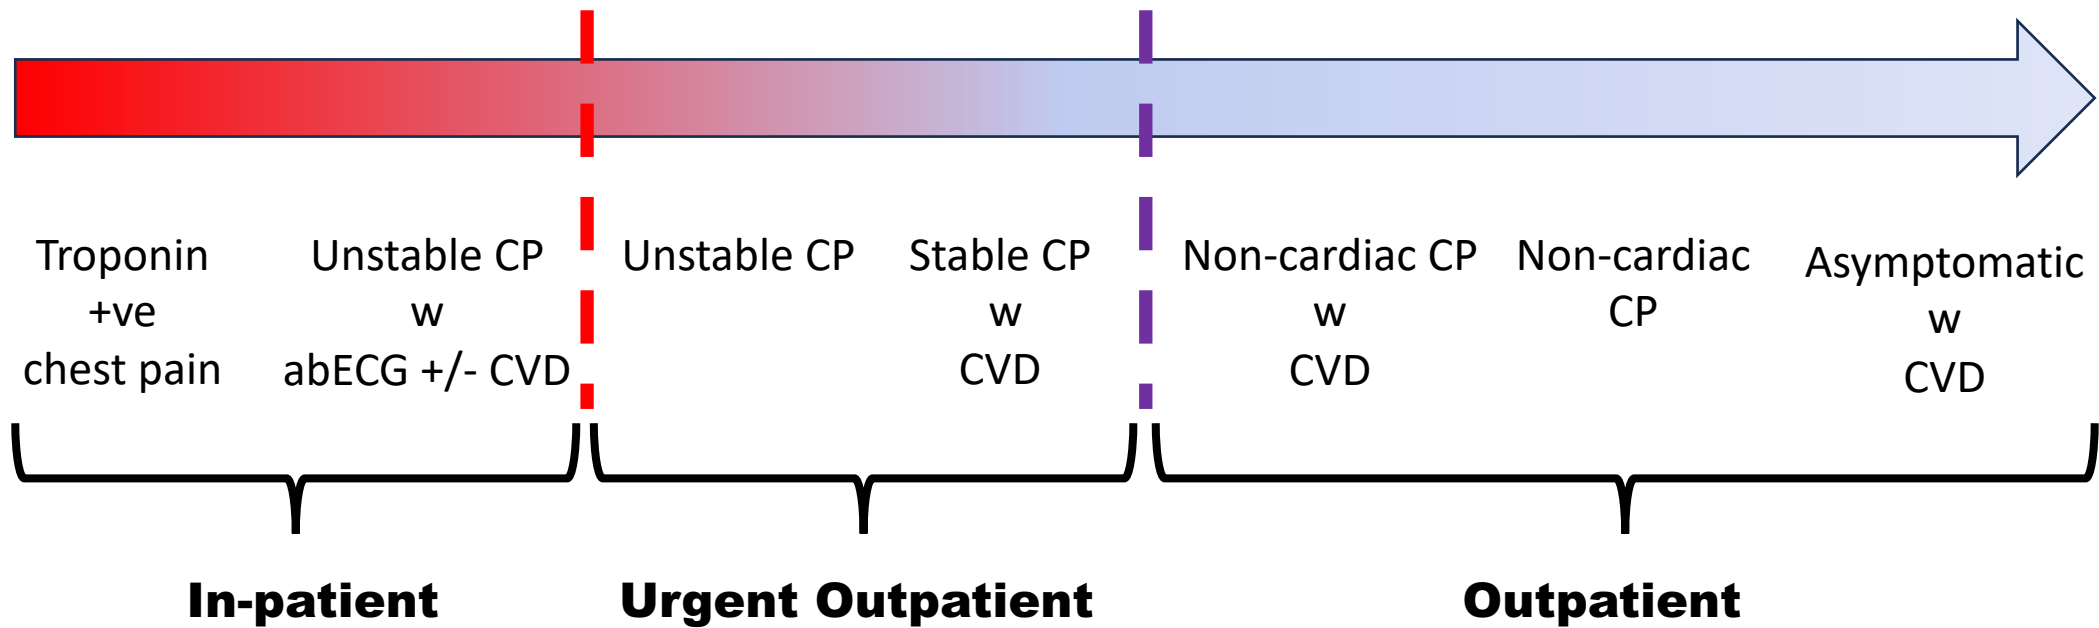 Troponin
+ve
chest pain
Unstable CP
w
abECG +/- CVD
Unstable CP
Stable CP
w
CVD
Non-cardiac CP
w
CVD
Non-cardiac
CP
Asymptomatic
w
CVD
In-patient
Urgent Outpatient
Outpatient